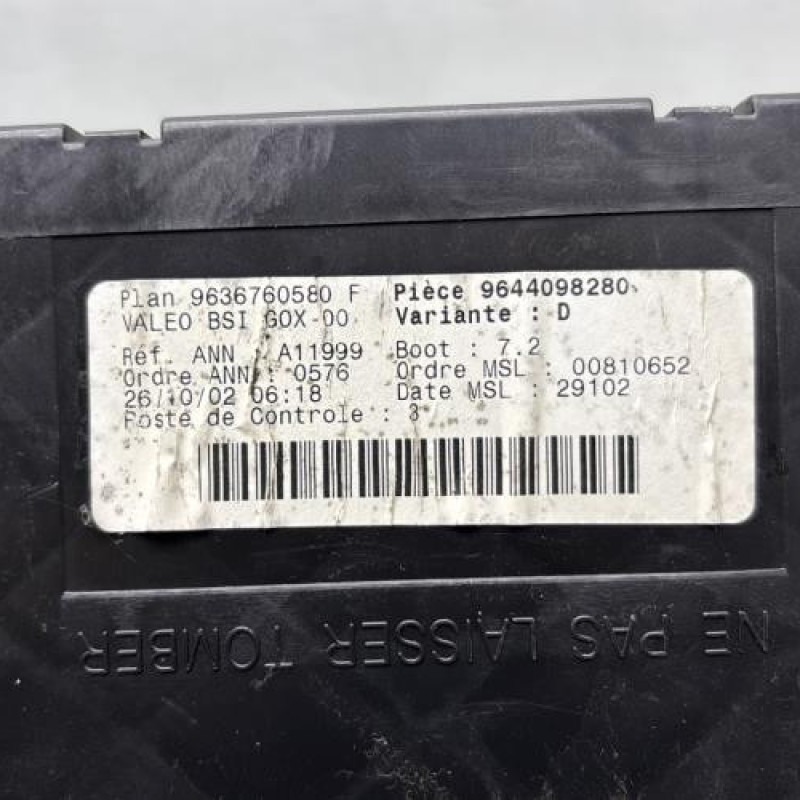 Plan 9636760580 F Pièce 9644098280
VALEO BSI GOX-00 Variante : D
Réf. ANN : A11999 Boot : 7.2
Ordre ANN : 0576 Ordre MSL : 00810652
26/10/02 06:18 Date MSL : 29102
Poste de Controle : 3
NE PAS LAISSER TOMBER